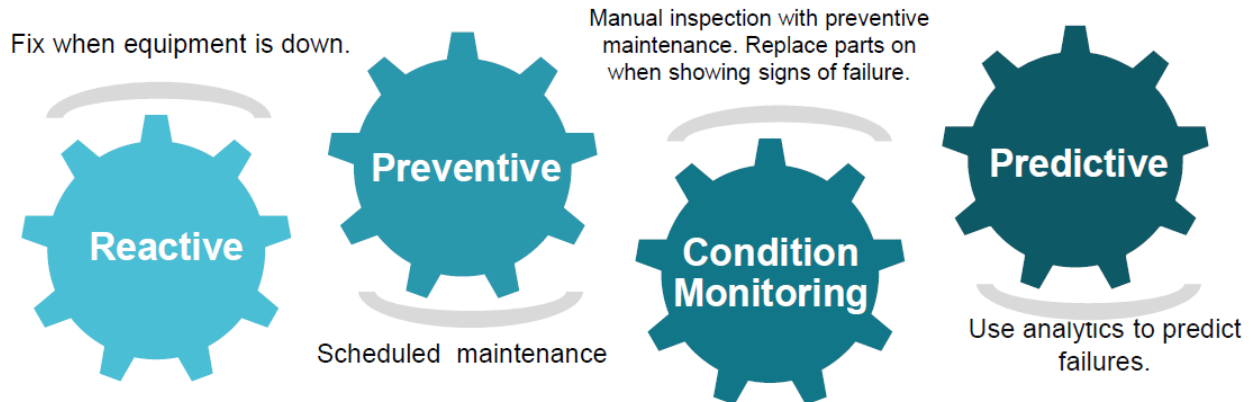 Fix when equipment is down.
Reactive
Preventive
Scheduled maintenance
Manual inspection with preventive
maintenance. Replace parts on
when showing signs of failure.
Condition
Monitoring
Predictive
Use analytics to predict
failures.